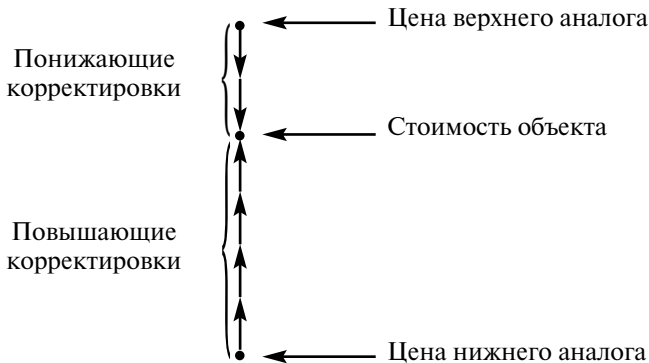 Цена верхнего аналога
Понижающие
корректировки
Стоимость объекта
Повышающие
корректировки
Цена нижнего аналога